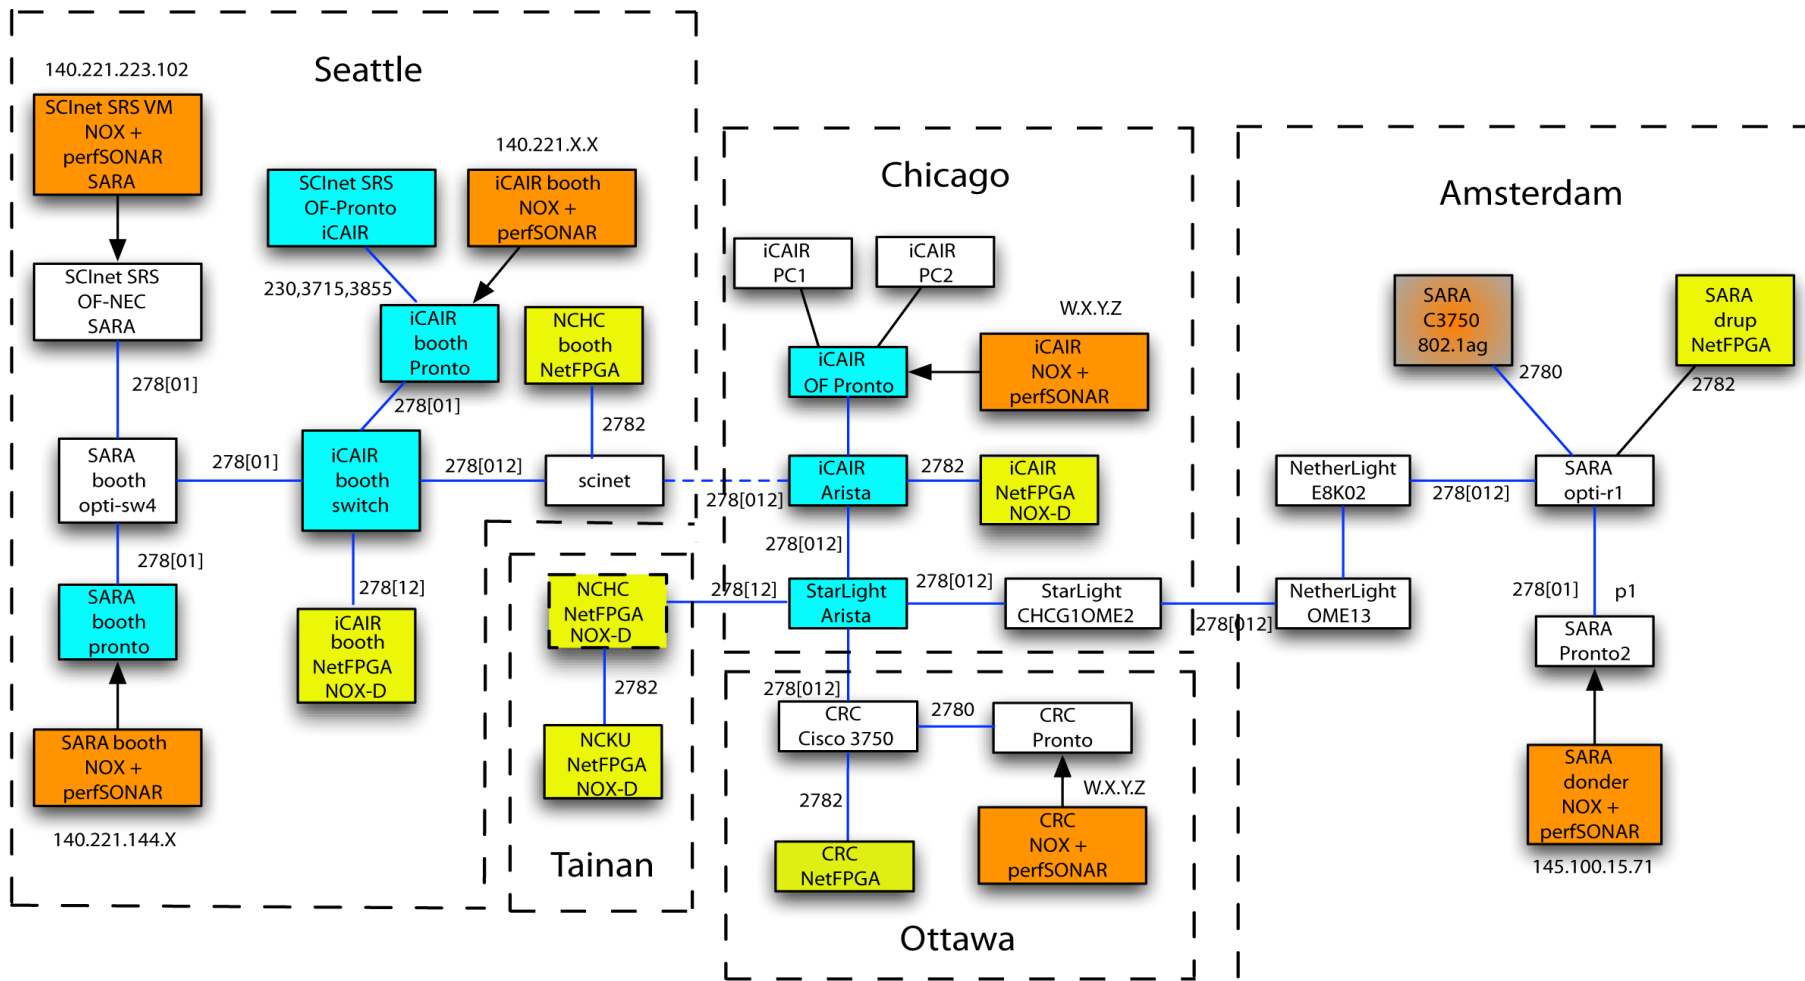 Seattle
140.221.223.102
SCInet SRS VM
NOX +
perfSONAR
SARA
SCInet SRS
OF-NEC
SARA
278[01]
SARA
booth
opti-sw4
278[01]
278[01]
SARA
booth
pronto
SARA booth
NOX +
perfSONAR
140.221.144.X
SCInet SRS
OF-Pronto
iCAIR
140.221.X.X
iCAIR booth
NOX +
perfSONAR
230,3715,3855
iCAIR
booth
Pronto
278[01]
NCHC
booth
NetFPGA
2782
iCAIR
booth
switch
278[012]
scinet
278[12]
iCAIR
booth
NetFPGA
NOX-D
NCHC
NetFPGA
NOX-D
278[12]
2782
NCKU
NetFPGA
NOX-D
Tainan
Chicago
iCAIR
PC1
iCAIR
PC2
W.X.Y.Z
iCAIR
OF Pronto
iCAIR
NOX +
perfSONAR
278[012]
iCAIR
Arista
2782
iCAIR
NetFPGA
NOX-D
278[012]
StarLight
Arista
278[012]
StarLight
CHCG1OME2
278[012]
278[012]
CRC
Cisco 3750
2780
CRC
Pronto
2782
W.X.Y.Z
CRC
NetFPGA
CRC
NOX +
perfSONAR
Ottawa
Amsterdam
SARA
C3750
802.1ag
SARA
drup
NetFPGA
2780
2782
NetherLight
E8K02
278[012]
SARA
opti-r1
NetherLight
OME13
278[01]
p1
SARA
Pronto2
SARA
donder
NOX +
perfSONAR
145.100.15.71